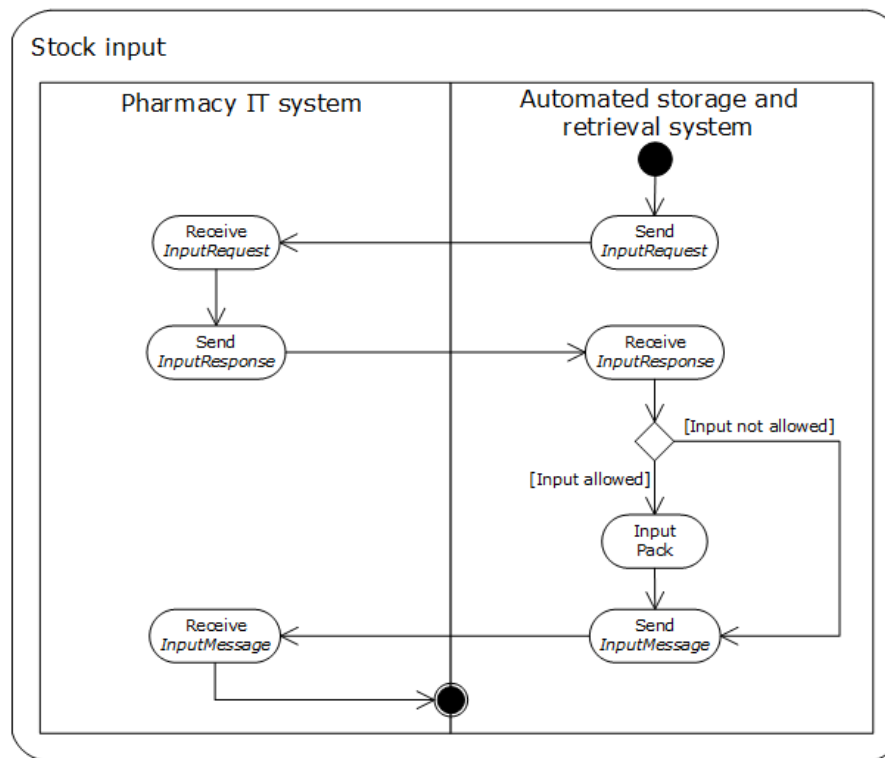 Stock input
Pharmacy IT system
Automated storage and
retrieval system
Receive
InputRequest
Send
InputRequest
Send
InputResponse
Receive
InputResponse
[Input not allowed]
[Input allowed]
Input
Pack
Receive
InputMessage
Send
InputMessage